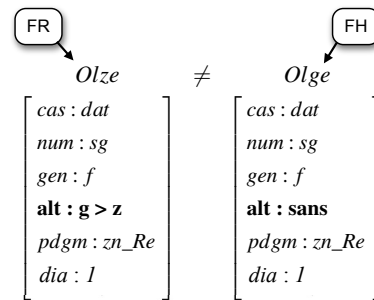 FR FH
Olze ≠ Olge
cas : dat cas : dat
num : sg num : sg
gen : f gen : f
alt : g > z alt : sans
pdgm : zn_Re pdgm : zn_Re
dia : 1 dia : 1